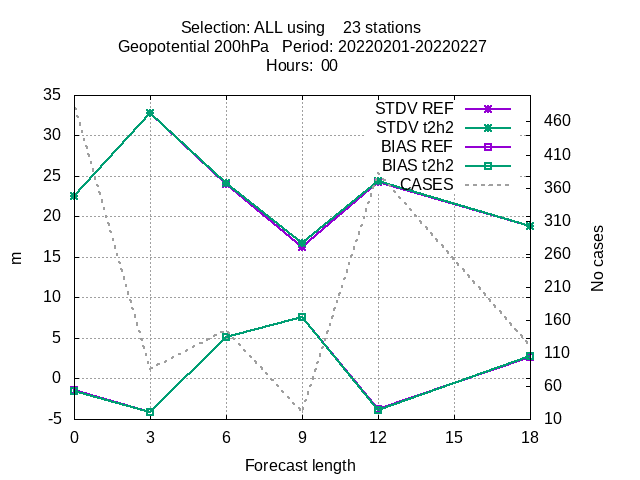 Selection: ALL using    23 stations
Geopotential 200hPa   Period: 20220201-20220227
Hours:  00
35
30
25
20
15
10
5
0
-5
m
STDV REF
STDV t2h2
BIAS REF
BIAS t2h2
CASES
460
410
360
310
260
210
160
110
60
10
No cases
0 3 6 9 12 15 18
Forecast length